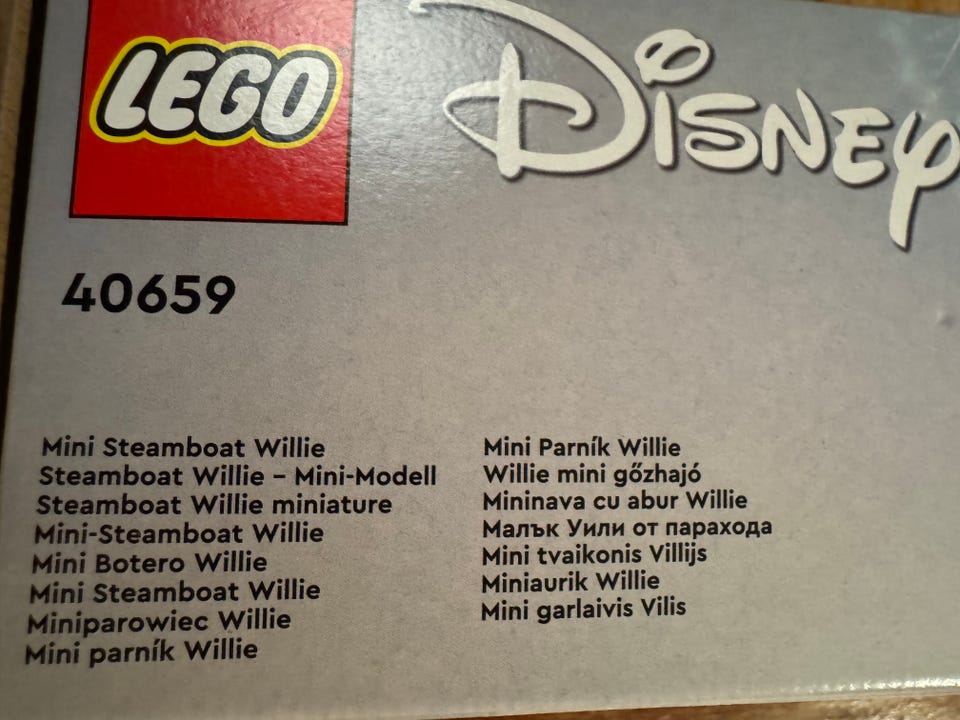 LEGO
DISNEY
40659
Mini Steamboat Willie
Steamboat Willie – Mini-Modell
Steamboat Willie miniature
Mini-Steamboat Willie
Mini Botero Willie
Mini Steamboat Willie
Miniparowiec Willie
Mini parník Willie
Mini Parník Willie
Willie mini gőzhajó
Mininava cu abur Willie
Малък Уили от парахода
Mini tvaikonis Villijs
Miniaurik Willie
Mini garlaivis Vilis